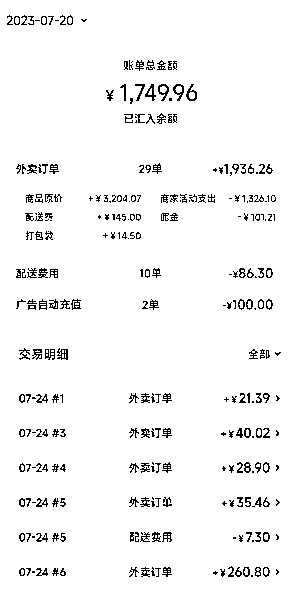 2023-07-20
账单总金额
¥ 1,749.96
已汇入余额
外卖订单 29单 +¥1,936.26
商品原价 +¥3,204.07 商家活动支出 -¥1,326.10
配送费 +¥145.00 佣金 -¥101.21
打包袋 +¥14.50
配送费用 10单 -¥86.30
广告自动充值 2单 -¥100.00
交易明细 全部
07-24 #1 外卖订单 +¥21.39 >
07-24 #3 外卖订单 +¥40.02 >
07-24 #4 外卖订单 +¥28.90 >
07-24 #5 外卖订单 +¥35.46 >
07-24 #5 配送费用 -¥7.30 >
07-24 #6 外卖订单 +¥260.80 >